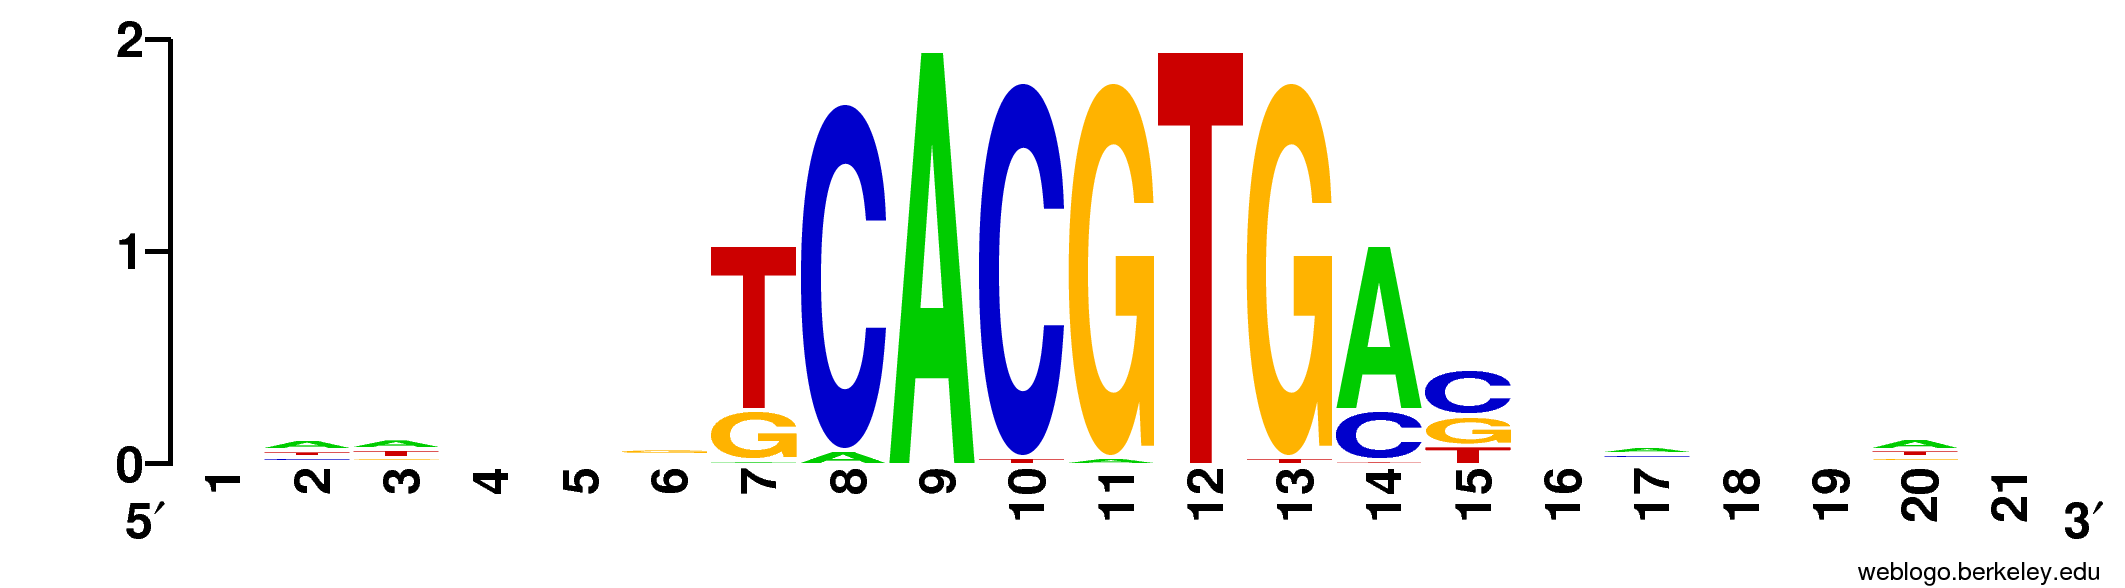 2
1
0
T C A C G T G A C
G A T A T C G
T
A A T T A
1 2 3 4 5 6 7 8 9 10 11 12 13 14 15 16 17 18 19 20 21
5′ 3′
weblogo.berkeley.edu